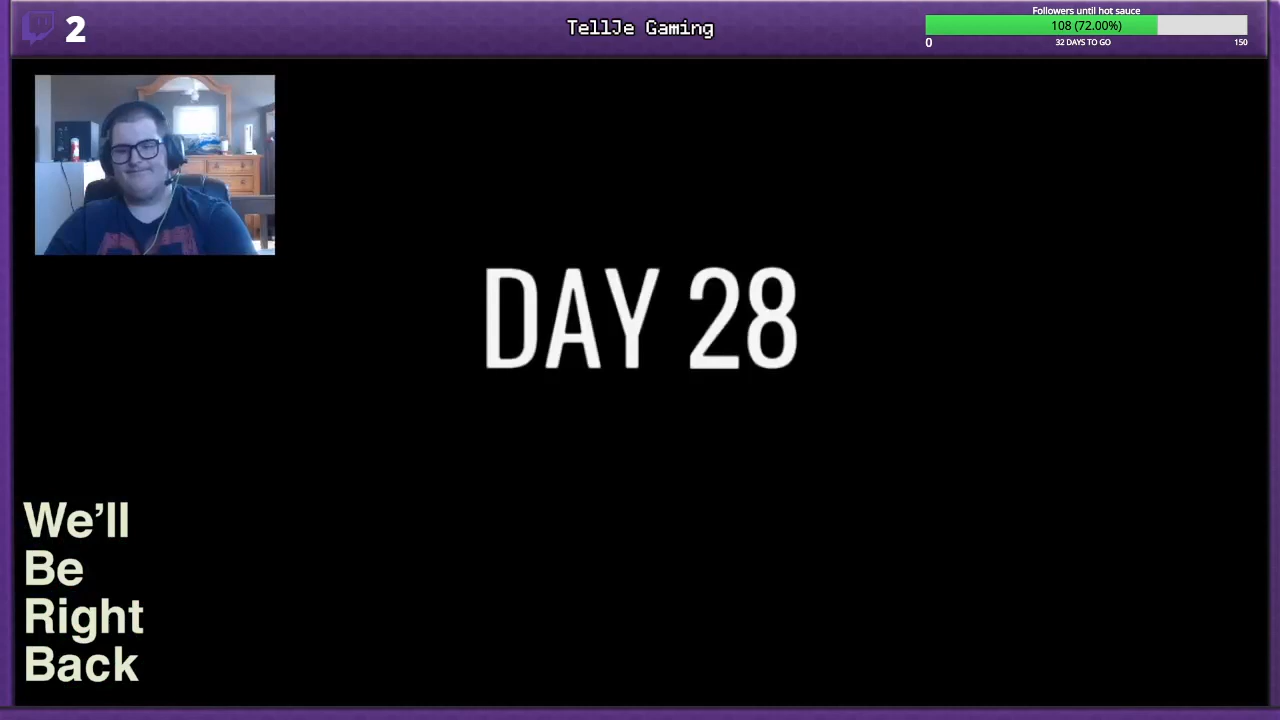 2
TellJe Gaming
Followers until hot sauce
108 (72.00%)
0
32 DAYS TO GO
150
DAY 28
We’ll
Be
Right
Back